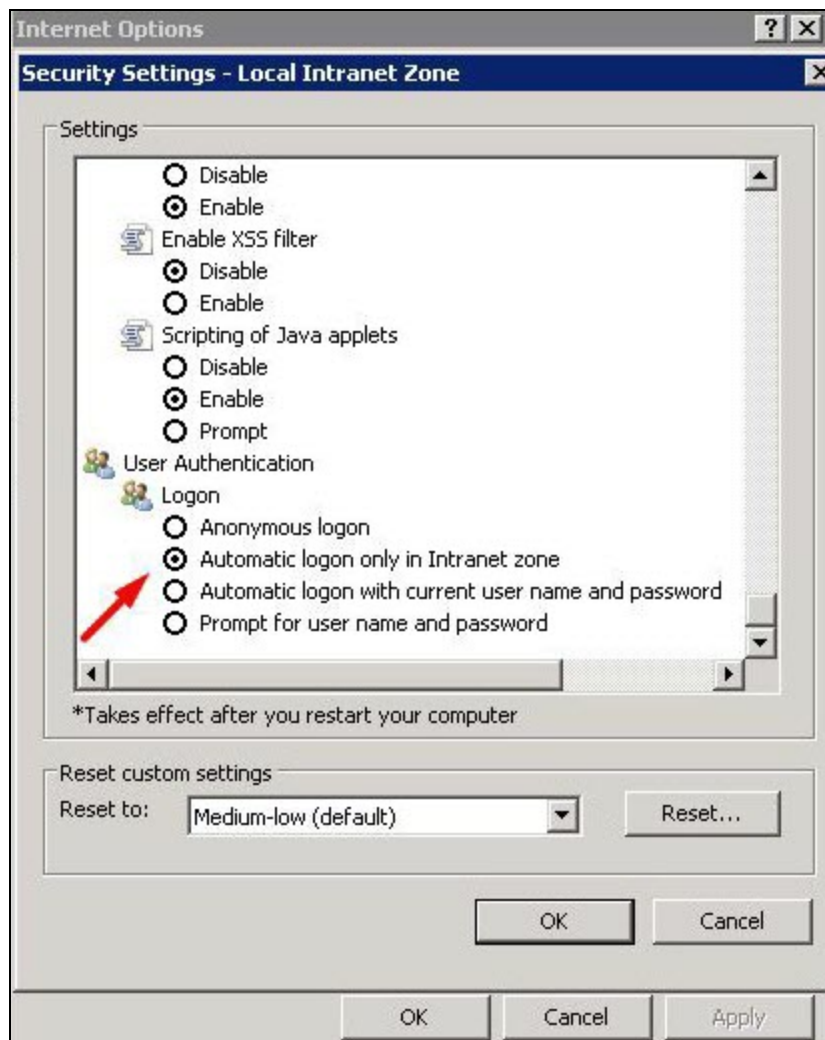 Internet Options
Security Settings - Local Intranet Zone
Settings
Disable
Enable
Enable XSS filter
Disable
Enable
Scripting of Java applets
Disable
Enable
Prompt
User Authentication
Logon
Anonymous logon
Automatic logon only in Intranet zone
Automatic logon with current user name and password
Prompt for user name and password
*Takes effect after you restart your computer
Reset custom settings
Reset to: Medium-low (default) Reset...
OK Cancel
OK Cancel Apply